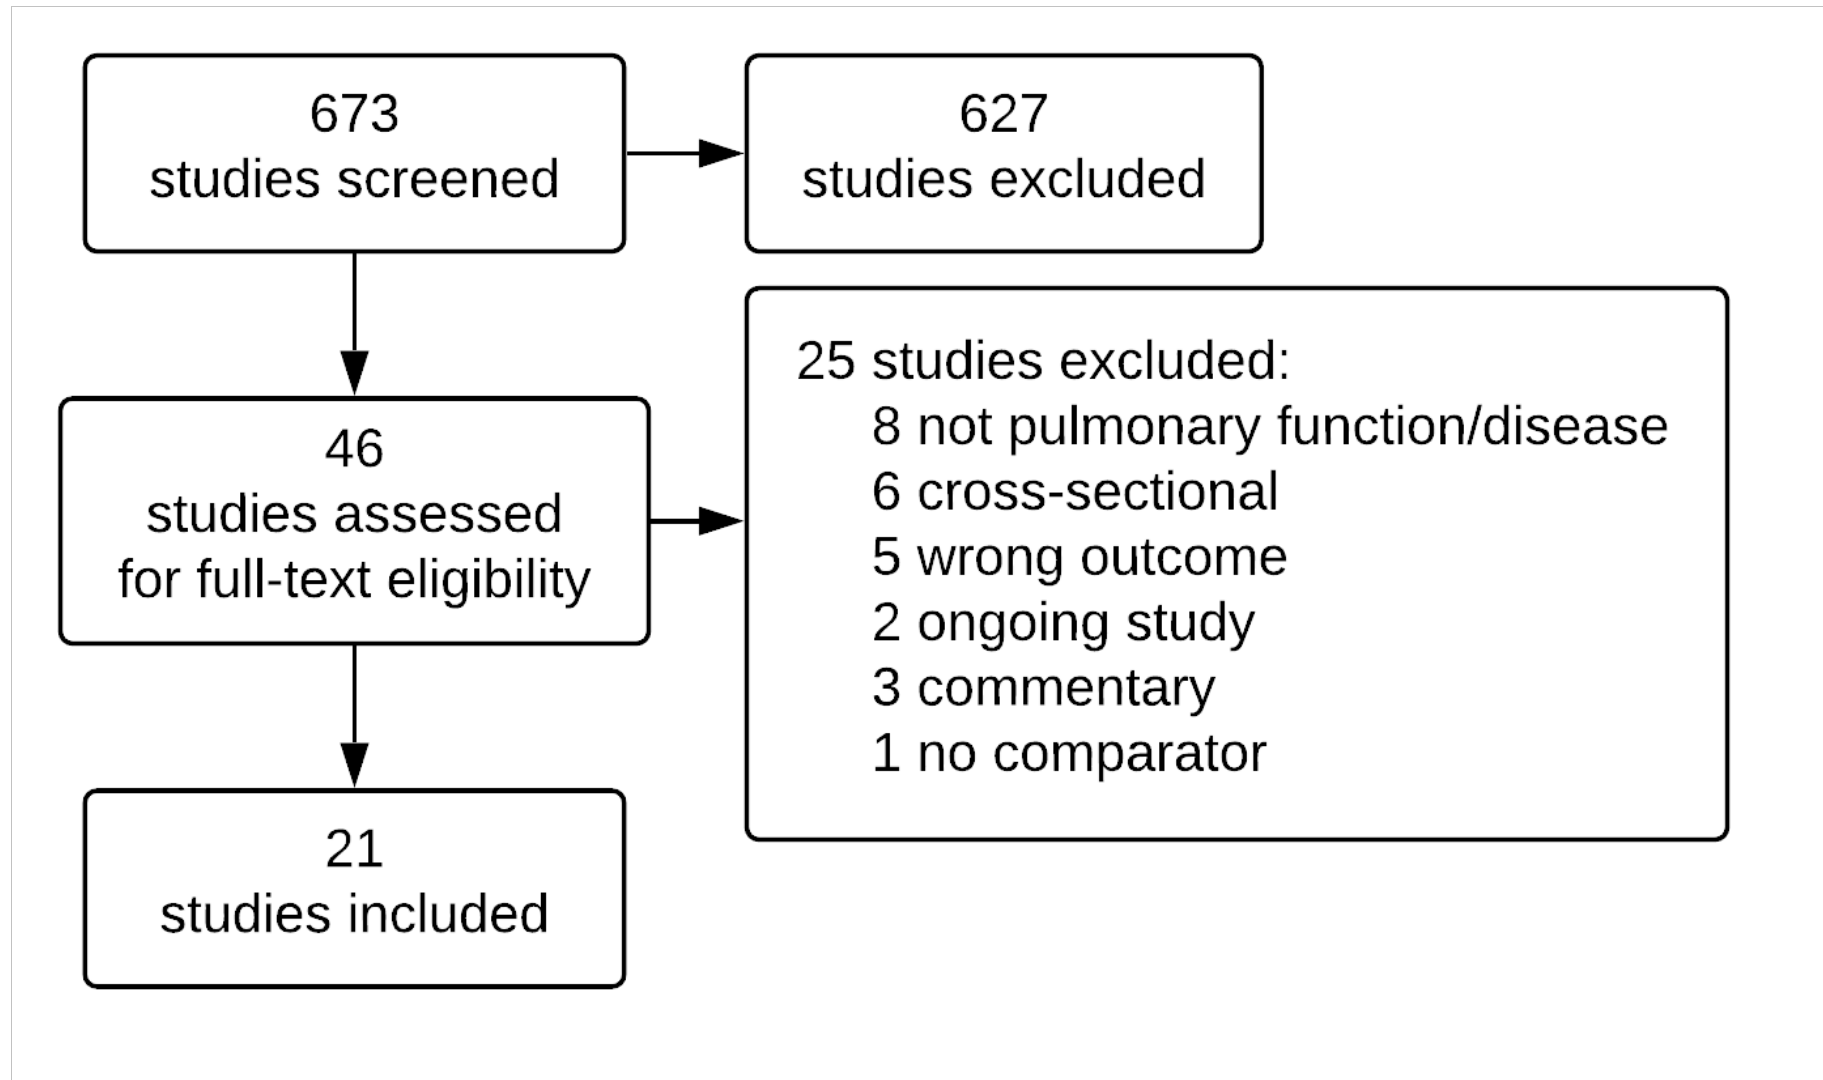 673
studies screened
627
studies excluded
46
studies assessed
for full-text eligibility
25 studies excluded:
8 not pulmonary function/disease
6 cross-sectional
5 wrong outcome
2 ongoing study
3 commentary
1 no comparator
21
studies included